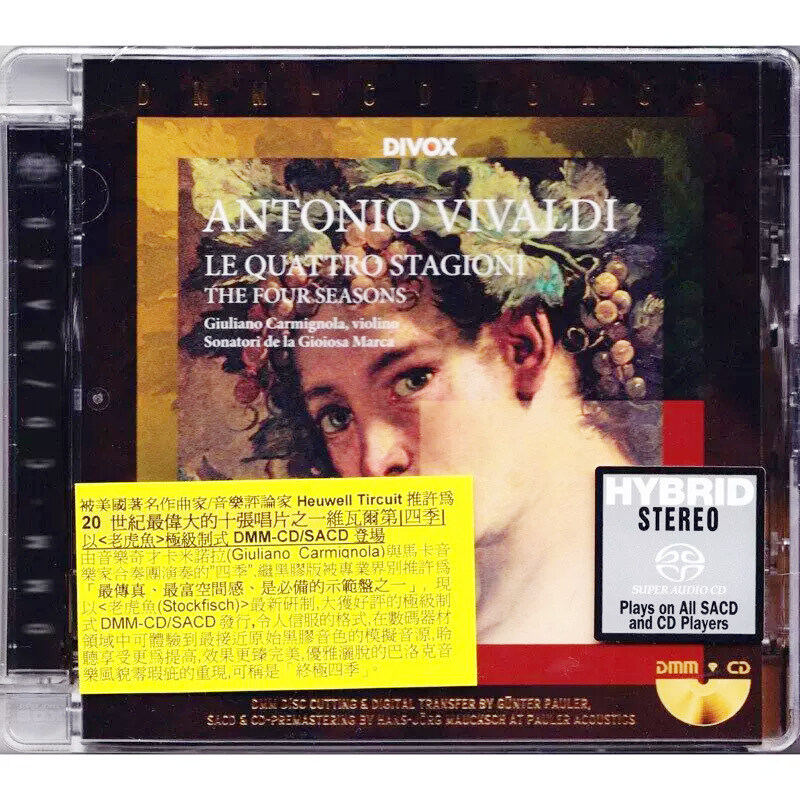 DMM-CD/SACD
DIVOX
ANTONIO VIVALDI
LE QUATTRO STAGIONI
THE FOUR SEASONS
Giuliano Carmignola, violino
Sonatori de la Gioiosa Marca
被美國著名作曲家/音樂評論家 Heuwell Tircuit 推許為
20 世紀最偉大的十張唱片之一維瓦爾第|四季|
以<老虎魚>極級制式 DMM-CD/SACD 登場
由音樂奇才卡米諾拉(Giuliano Carmignola)與馬卡音
樂家合奏團演奏的"四季",繼黑膠版被專業界別推許為
「最傳真、最富空間感、是必備的示範盤之一」, 現
以<老虎魚(Stockfisch)>最新研制,大獲好評的極級制
式 DMM-CD/SACD 發行,令人信服的格式,在數碼器材
領域中可體驗到最接近原始黑膠音色的模擬音源,聆
聽享受更為提高,效果更臻完美,優雅灑脫的巴洛克音
樂風貌零瑕疵的重現,可稱是「終極四季」。
HYBRID
STEREO
SUPER AUDIO CD
Plays on All SACD
and CD Players
DMM CD
DMM DISC CUTTING & DIGITAL TRANSFER BY GÜNTER PAULER,
SACD & CD-PREMASTERING BY HANS-JÖRG MAUCKSCH AT PAULER ACOUSTICS